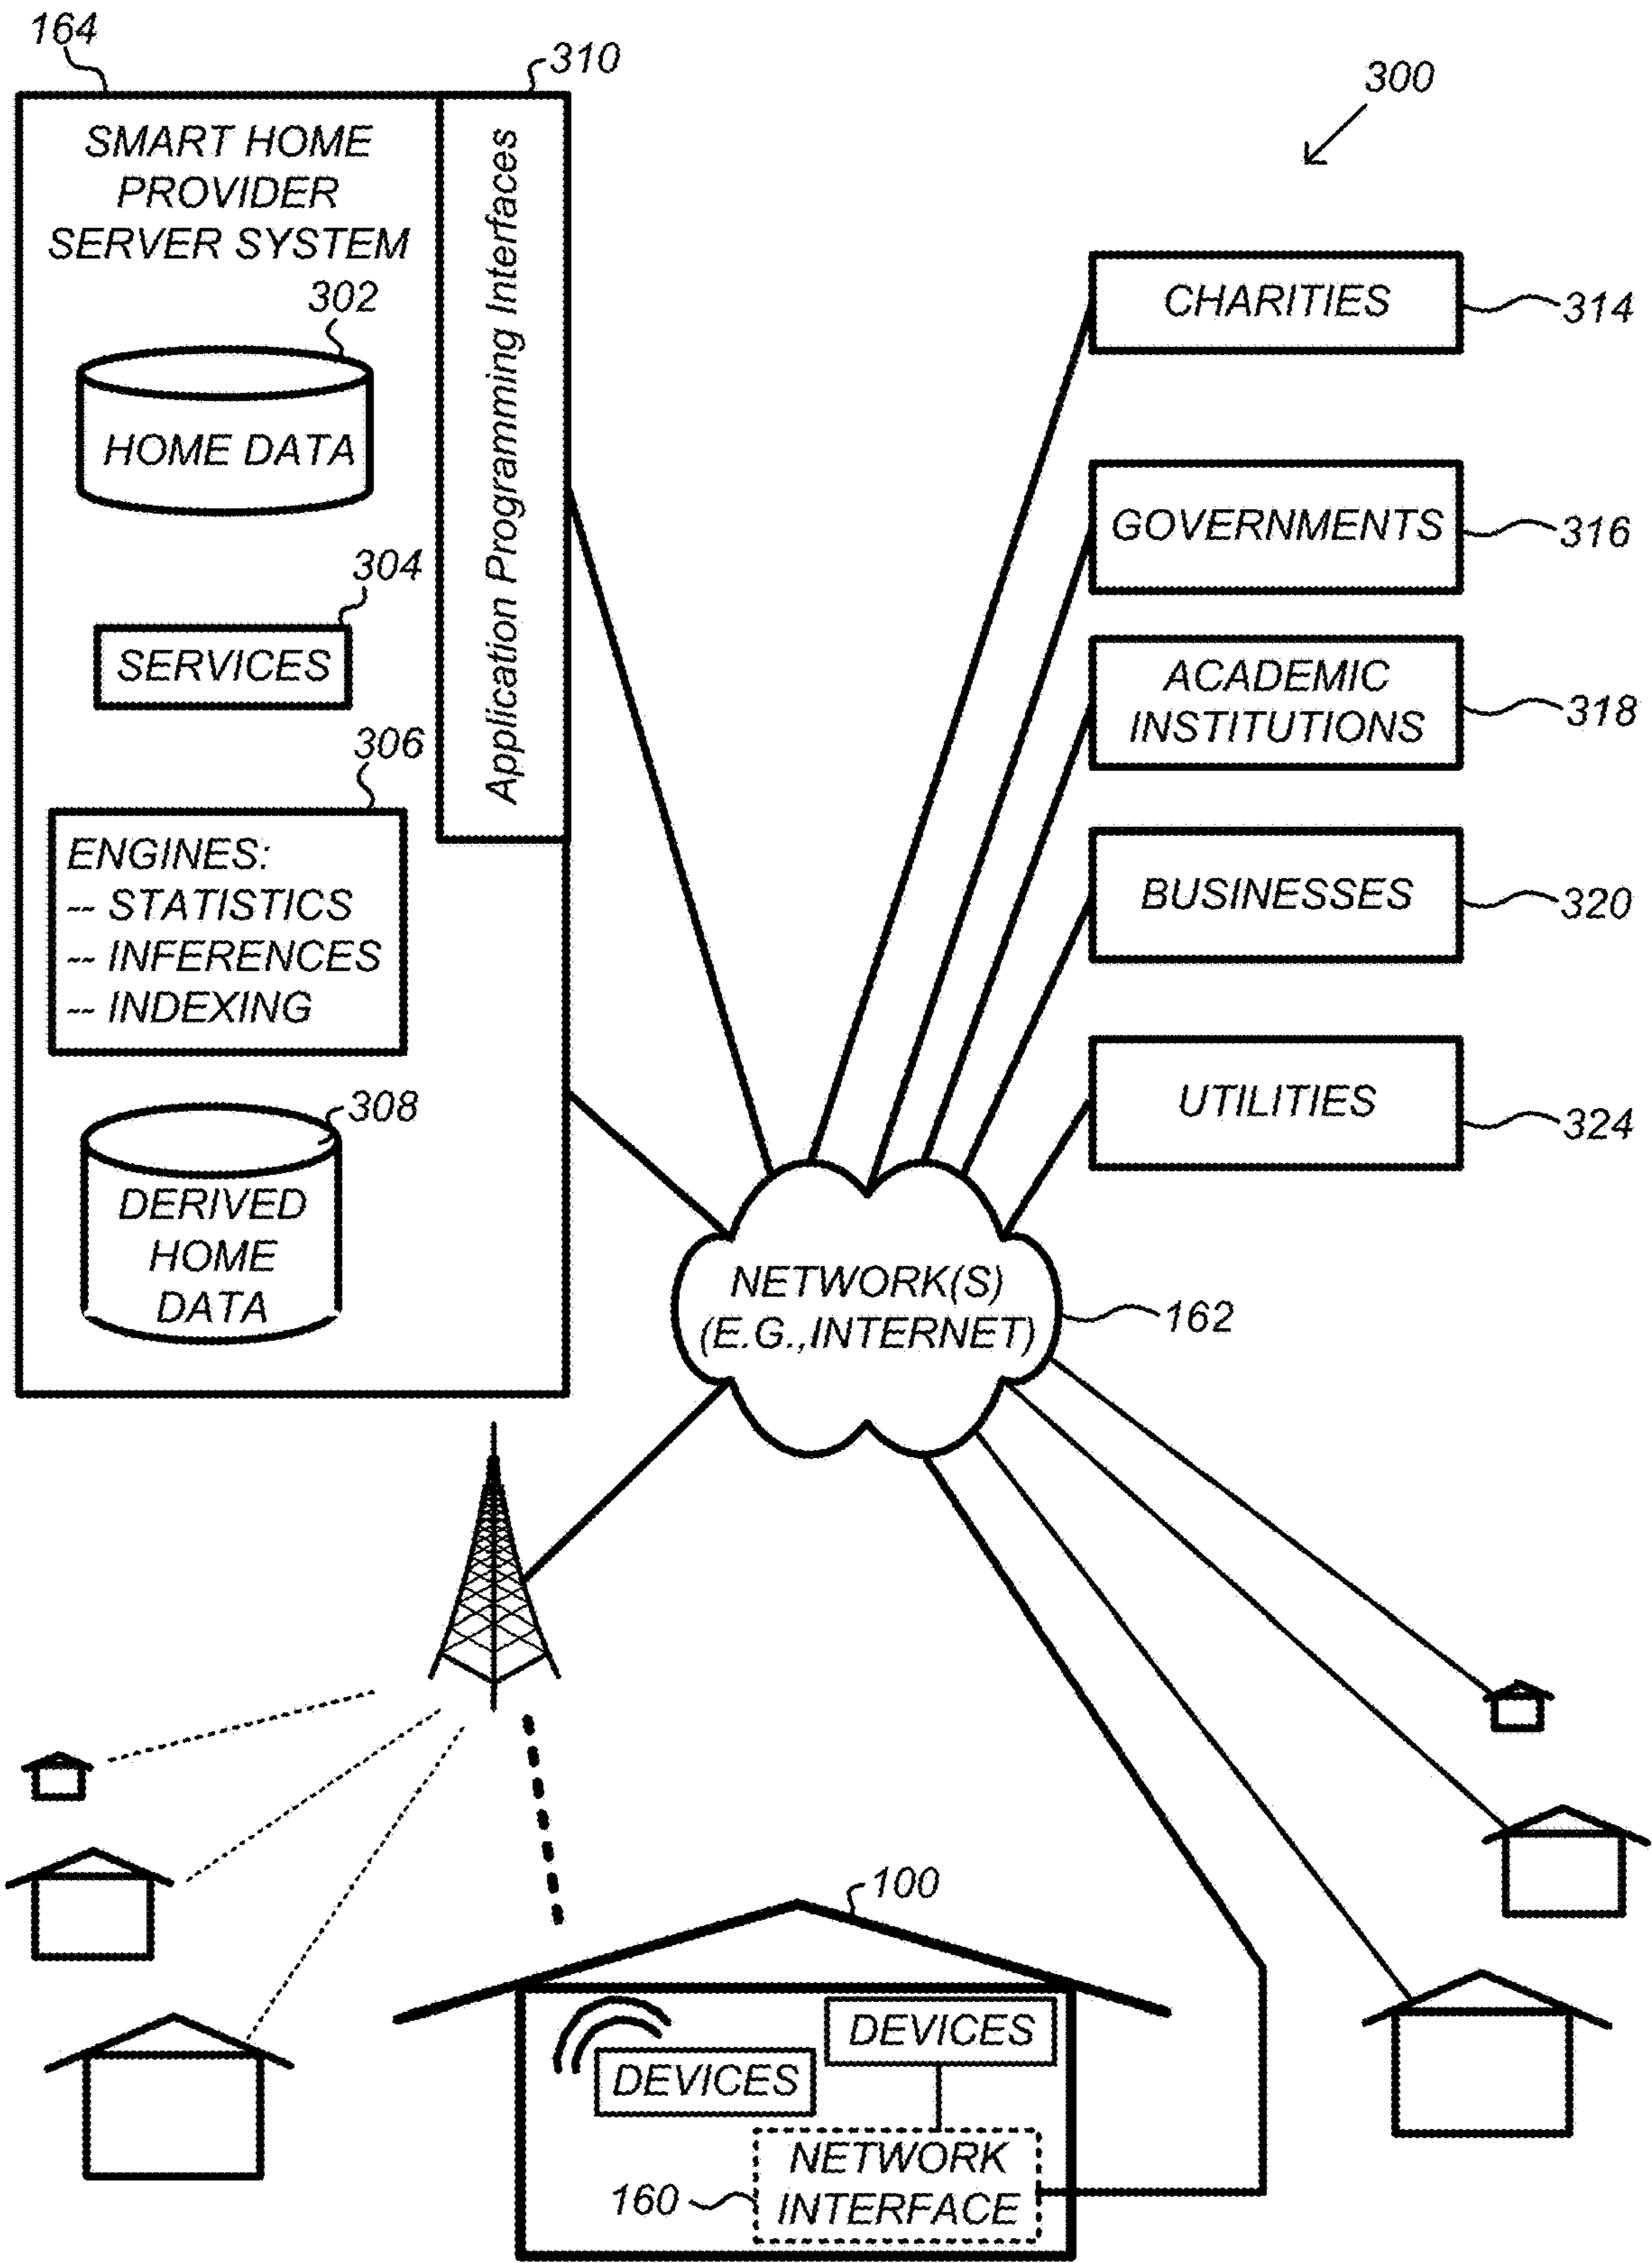 164
310
300
SMART HOME
PROVIDER
SERVER SYSTEM
Application Programming Interfaces
302
HOME DATA
304
SERVICES
306
ENGINES:
-- STATISTICS
-- INFERENCES
-- INDEXING
308
DERIVED
HOME
DATA
CHARITIES
314
GOVERNMENTS
316
ACADEMIC
INSTITUTIONS
318
BUSINESSES
320
UTILITIES
324
NETWORK(S)
(E.G.,INTERNET)
162
100
DEVICES
DEVICES
NETWORK
INTERFACE
160